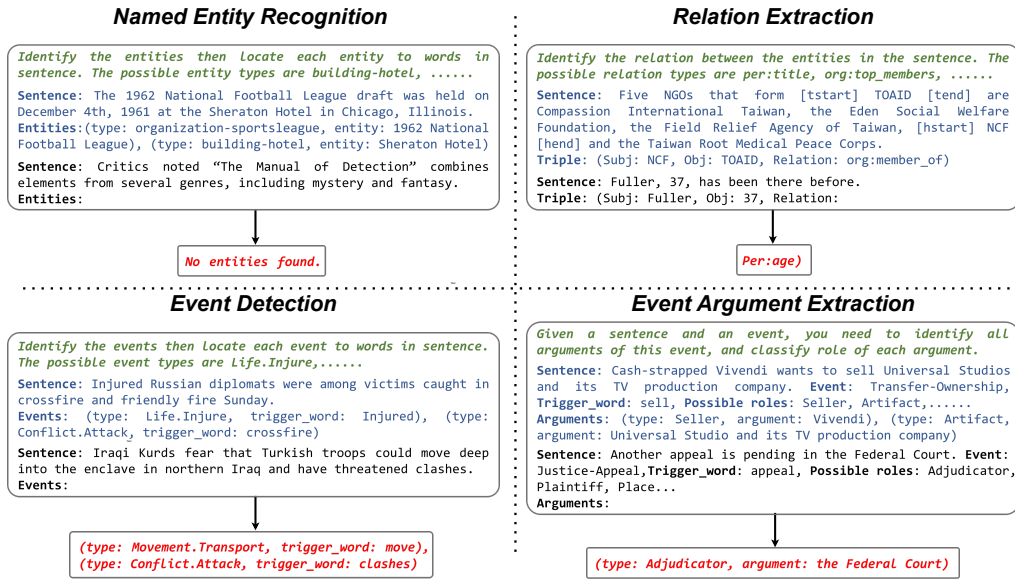 Named Entity Recognition
Identify the entities then locate each entity to words in
sentence. The possible entity types are building-hotel, ......
Sentence: The 1962 National Football League draft was held on
December 4th, 1961 at the Sheraton Hotel in Chicago, Illinois.
Entities:(type: organization-sportsleague, entity: 1962 National
Football League), (type: building-hotel, entity: Sheraton Hotel)
Sentence: Critics noted “The Manual of Detection” combines
elements from several genres, including mystery and fantasy.
Entities:
No entities found.
Relation Extraction
Identify the relation between the entities in the sentence. The
possible relation types are per:title, org:top_members, ......
Sentence: Five NGOs that form [tstart] TOAID [tend] are
Compassion International Taiwan, the Eden Social Welfare
Foundation, the Field Relief Agency of Taiwan, [hstart] NCF
[hend] and the Taiwan Root Medical Peace Corps.
Triple: (Subj: NCF, Obj: TOAID, Relation: org:member_of)
Sentence: Fuller, 37, has been there before.
Triple: (Subj: Fuller, Obj: 37, Relation:
Per:age)
Event Detection
Identify the events then locate each event to words in sentence.
The possible event types are Life.Injure,......
Sentence: Injured Russian diplomats were among victims caught in
crossfire and friendly fire Sunday.
Events: (type: Life.Injure, trigger_word: Injured), (type:
Conflict.Attack, trigger_word: crossfire)
Sentence: Iraqi Kurds fear that Turkish troops could move deep
into the enclave in northern Iraq and have threatened clashes.
Events:
(type: Movement.Transport, trigger_word: move),
(type: Conflict.Attack, trigger_word: clashes)
Event Argument Extraction
Given a sentence and an event, you need to identify all
arguments of this event, and classify role of each argument.
Sentence: Cash-strapped Vivendi wants to sell Universal Studios
and its TV production company. Event: Transfer-Ownership,
Trigger_word: sell, Possible roles: Seller, Artifact,......
Arguments: (type: Seller, argument: Vivendi), (type: Artifact,
argument: Universal Studio and its TV production company)
Sentence: Another appeal is pending in the Federal Court. Event:
Justice-Appeal,Trigger_word: appeal, Possible roles: Adjudicator,
Plaintiff, Place...
Arguments:
(type: Adjudicator, argument: the Federal Court)